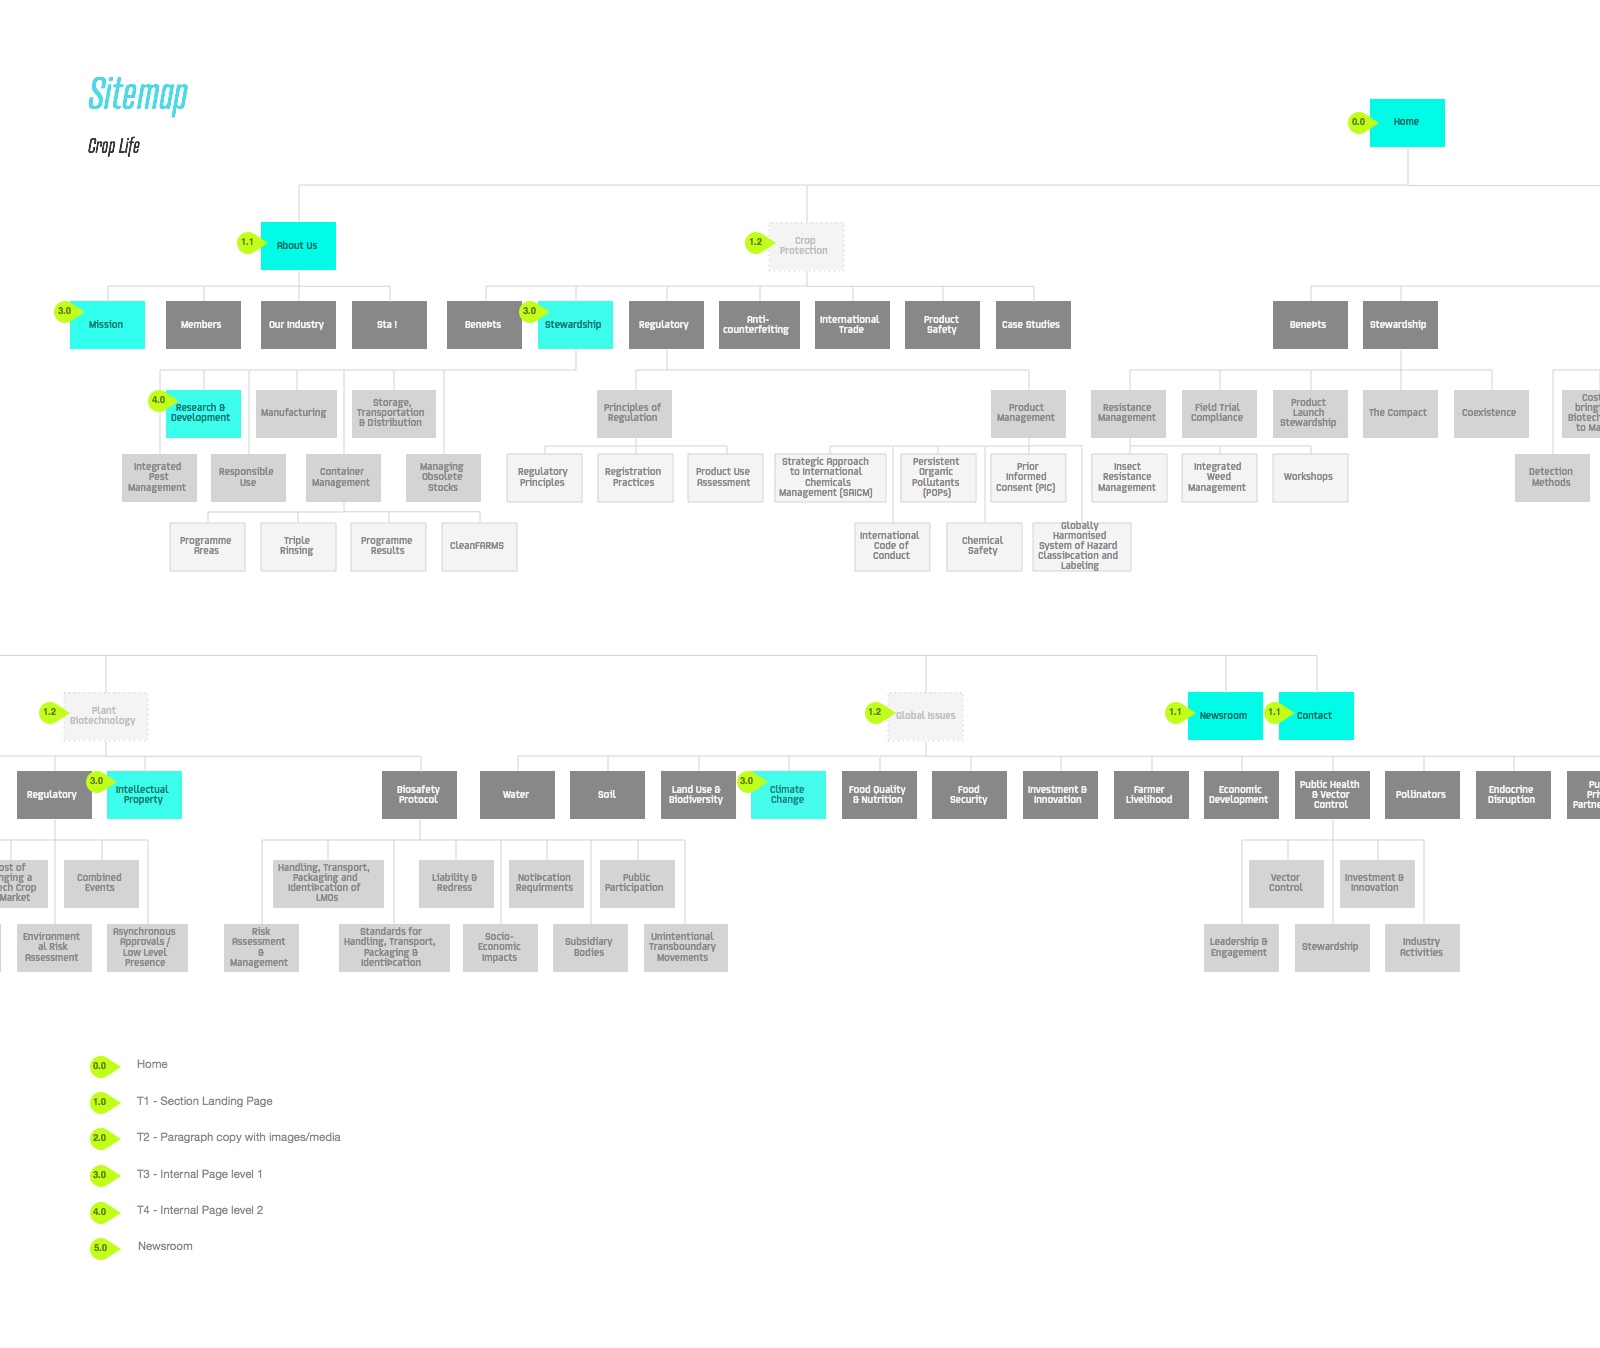 Sitemap
Crop Life
0.0
Home
1.1
About Us
1.2
Crop
Protection
3.0
Mission
Members
Our Industry
Sta !
BeneÞts
3.0
Stewardship
Regulatory
Anti-
counterfeiting
International
Trade
Product
Safety
Case Studies
BeneÞts
Stewardship
4.0
Research &
Development
Manufacturing
Storage,
Transportation
& Distribution
Principles of
Regulation
Product
Management
Resistance
Management
Field Trial
Compliance
Product
Launch
Stewardship
The Compact
Coexistence
Cos
bring
Biotec
to Ma
Integrated
Pest
Management
Responsible
Use
Container
Management
Managing
Obsolete
Stocks
Regulatory
Principles
Registration
Practices
Product Use
Assessment
Strategic Approach
to International
Chemicals
Management (SAICM)
Persistent
Organic
Pollutants
(POPs)
Prior
Informed
Consent (PIC)
Insect
Resistance
Management
Integrated
Weed
Management
Workshops
Detection
Methods
Programme
Areas
Triple
Rinsing
Programme
Results
CleanFARMS
International
Code of
Conduct
Chemical
Safety
Globally
Harmonised
System of Hazard
ClassiÞcation and
Labeling
1.2
Plant
Biotechnology
1.2
Global Issues
1.1
Newsroom
1.1
Contact
Regulatory
3.0
Intellectual
Property
Biosafety
Protocol
Water
Soil
Land Use &
Biodiversity
3.0
Climate
Change
Food Quality
& Nutrition
Food
Security
Investment &
Innovation
Farmer
Livelihood
Economic
Development
Public Health
& Vector
Control
Pollinators
Endocrine
Disruption
Pu
Pri
Partne
ost of
nging a
ech Crop
Market
Combined
Events
Handling, Transport,
Packaging and
IdentiÞcation of
LMOs
Liability &
Redress
NotiÞcation
Requirments
Public
Participation
Vector
Control
Investment &
Innovation
Environment
al Risk
Assessment
Asynchronous
Approvals /
Low Level
Presence
Risk
Assessment
&
Management
Standards for
Handling, Transport,
Packaging &
IdentiÞcation
Socio-
Economic
Impacts
Subsidiary
Bodies
Unintentional
Transboundary
Movements
Leadership &
Engagement
Stewardship
Industry
Activities
0.0 Home
1.0 T1 - Section Landing Page
2.0 T2 - Paragraph copy with images/media
3.0 T3 - Internal Page level 1
4.0 T4 - Internal Page level 2
5.0 Newsroom